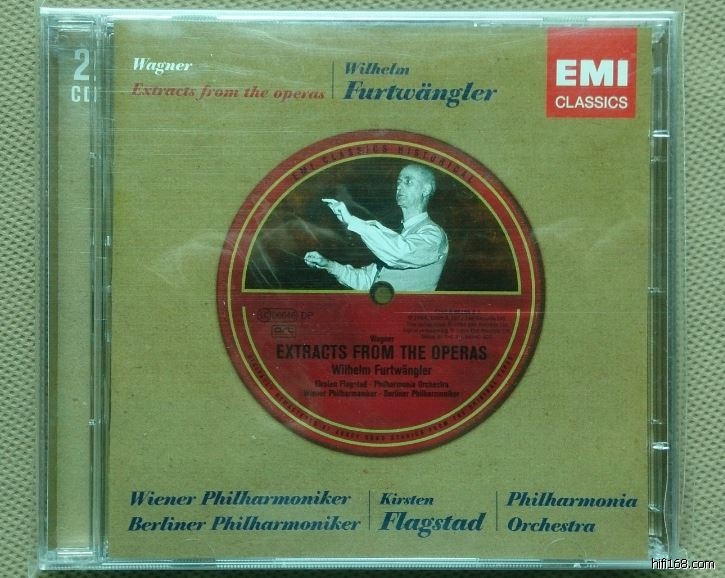 2
CD
Wagner
Extracts from the operas
Wilhelm
Furtwängler
EMI
CLASSICS
EMI CLASSICS HISTORICAL
DP
Wagner
EXTRACTS FROM THE OPERAS
Wilhelm Furtwängler
Kirsten Flagstad · Philharmonia Orchestra
Wiener Philharmoniker · Berliner Philharmoniker
Wiener Philharmoniker
Berliner Philharmoniker
Kirsten
Flagstad
Philharmonia
Orchestra
hifi168.com